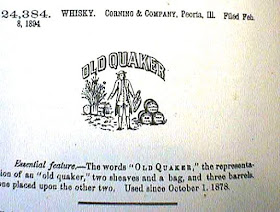 24,384. WHISKY. CORNING & COMPANY, Peoria, Ill. Filed Feb.
8, 1894.
OLD QUAKER
Essential feature.—The words "OLD QUAKER," the representa-
ion of an "old quaker," two sheaves and a bag, and three barrels.
one placed upon the other two. Used since October 1. 1878.